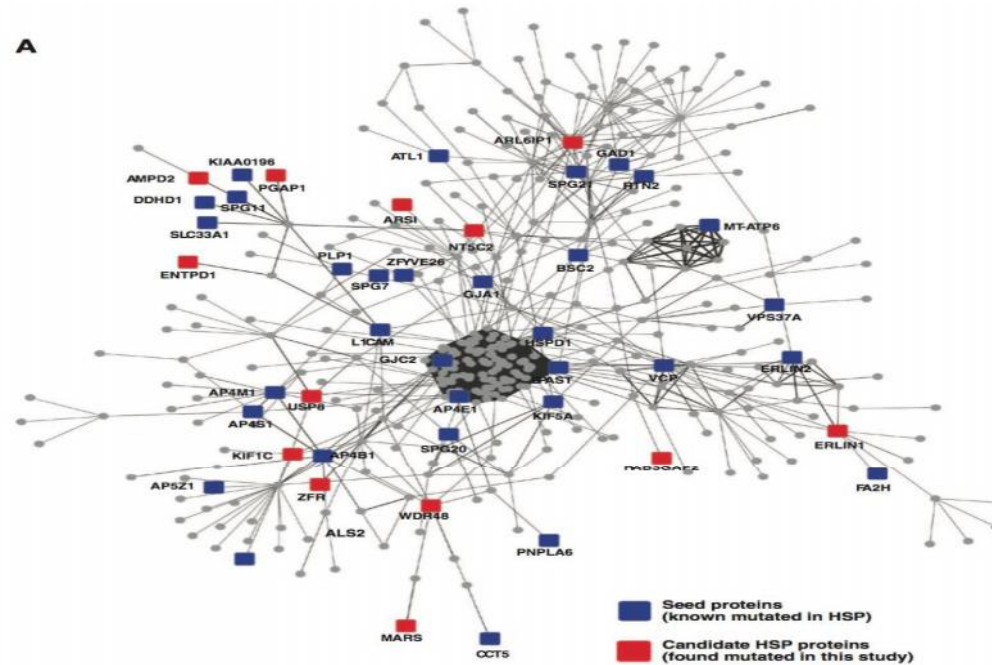 A
ARL6IP1
ATL1
GAD1
KIAA0196
SPG21
RTN2
AMPD2
PGAP1
DDHD1
SPG11
ARSI
MT-ATP6
SLC33A1
NT5C2
PLP1
ZFYVE26
BSC2
ENTPD1
SPG7
GJA1
VPS37A
L1CAM
HSPD1
GJC2
VCP
ERLIN2
AP4M1
USP8
AP4E1
AP4S1
KIF5A
SPG20
ERLIN1
KIF1C
AP4B1
AP5Z1
FA2H
ZFR
WDR48
ALS2
PNPLA6
MARS
CCT5
Seed proteins
(known mutated in HSP)
Candidate HSP proteins
(found mutated in this study)